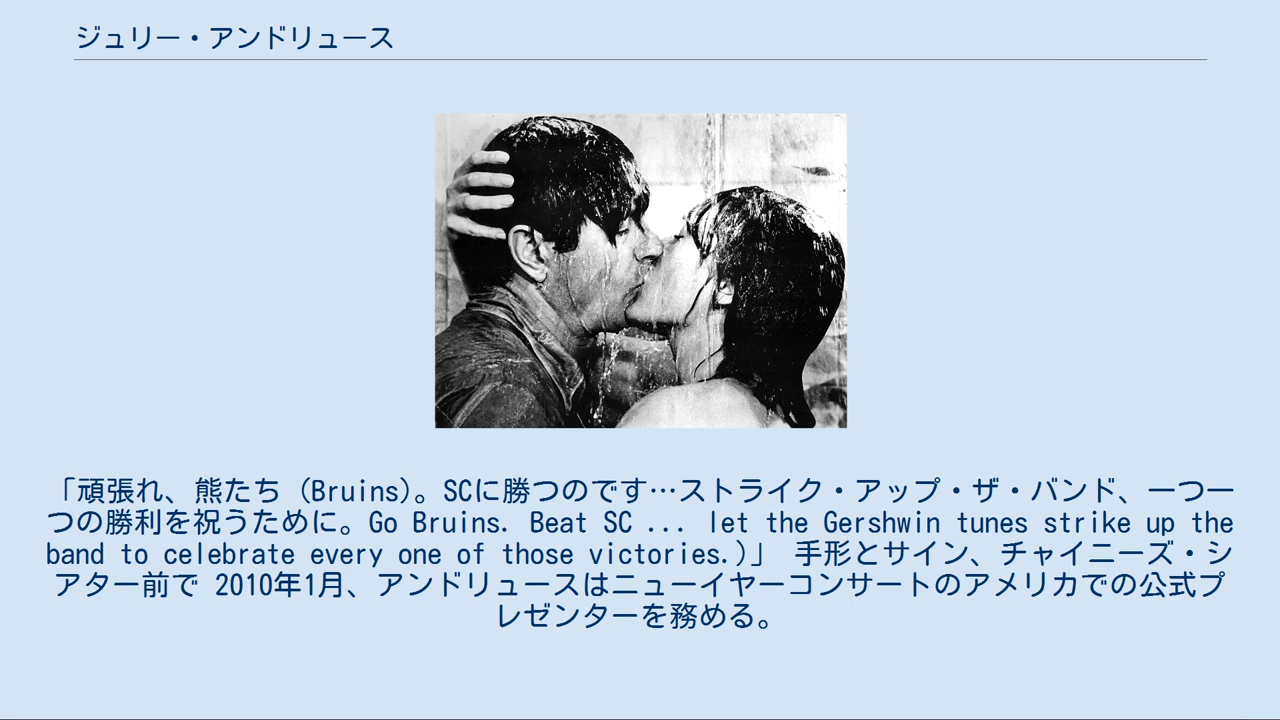 ジュリー・アンドリュース
「頑張れ、熊たち (Bruins)。SCに勝つのです…ストライク・アップ・ザ・バンド、一つ一
つの勝利を祝うために。Go Bruins. Beat SC ... let the Gershwin tunes strike up the
band to celebrate every one of those victories.)」 手形とサイン、チャイニーズ・シ
アター前で 2010年1月、アンドリュースはニューイヤーコンサートのアメリカでの公式プ
レゼンターを務める。